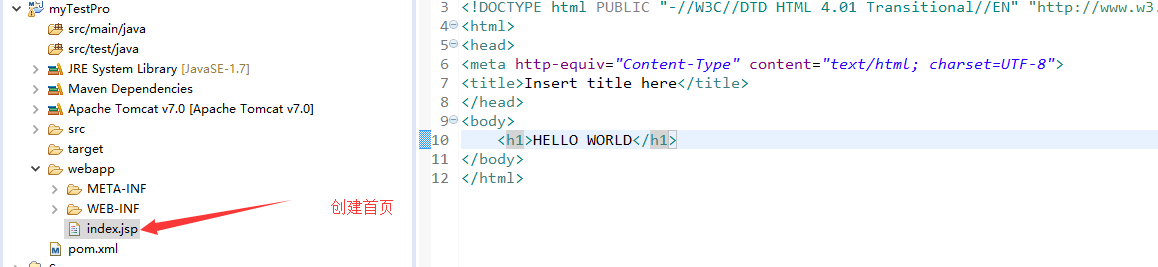 myTestPro
src/main/java
src/test/java
JRE System Library [JavaSE-1.7]
Maven Dependencies
Apache Tomcat v7.0 [Apache Tomcat v7.0]
src
target
webapp
META-INF
WEB-INF
index.jsp
pom.xml
创建首页
3 <!DOCTYPE html PUBLIC "-//W3C//DTD HTML 4.01 Transitional//EN" "http://www.w3.
4 <html>
5 <head>
6 <meta http-equiv="Content-Type" content="text/html; charset=UTF-8">
7 <title>Insert title here</title>
8 </head>
9 <body>
10 <h1>HELLO WORLD</h1>
11 </body>
12 </html>